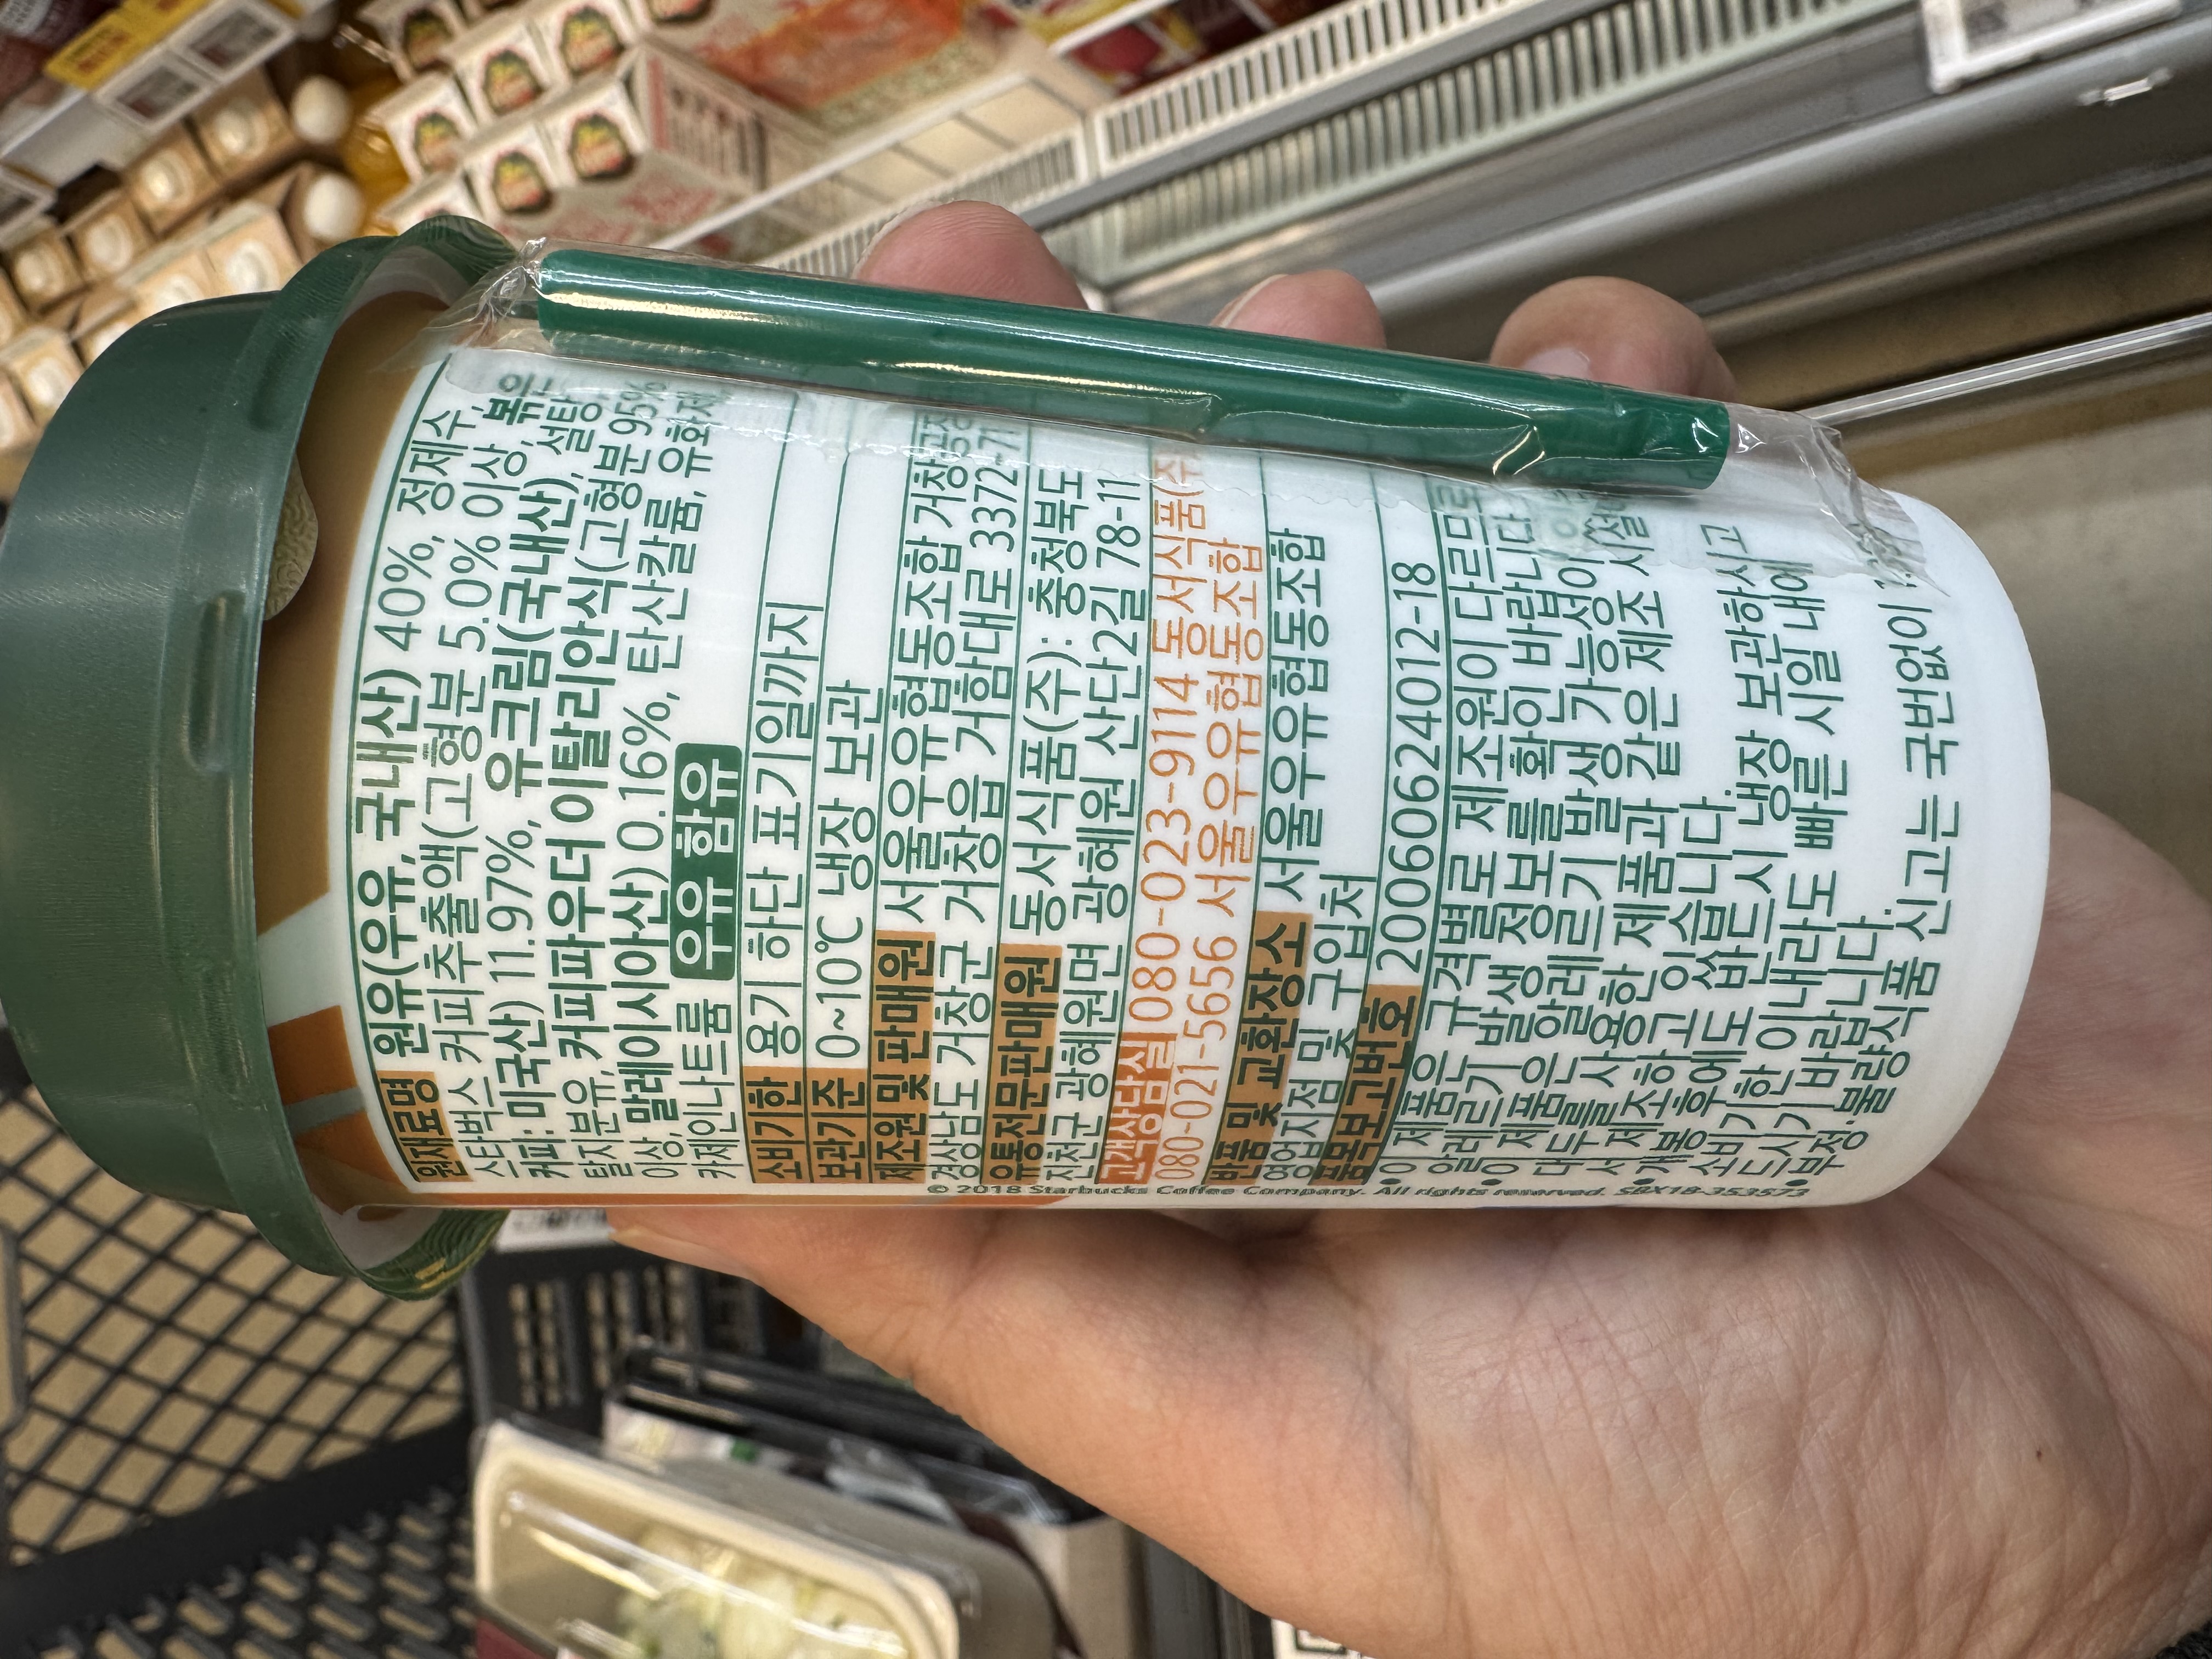 원재료명 원유(우유, 국내산) 40%, 정제수,
스타벅스 커피추출액(고형분 5.0% 이상, 볶은
커피: 미국산) 11.97%, 유크림(국내산), 설탕,
탈지분유, 커피파우더 이탈리안식(고형분 95%
이상, 말레이시아산) 0.16%, 탄산칼륨, 유화제,
카제인나트륨 우유 함유
소비기한 용기 하단 표기일까지
보관기준 0~10℃ 냉장 보관
제조원 및 판매원 서울우유협동조합 거창공장
경상남도 거창군 거창읍 거함대로 3372-71
유통전문판매원 동서식품(주): 충청북도
진천군 광혜원면 광혜원 산단2길 78-11
고객상담실 080-023-9114 동서식품(주)
080-021-5656 서울우유협동조합
반품 및 교환장소 서울우유협동조합
영업지점 및 구입처
품목보고번호 20060624012-18
•이 제품은 규격별로 제조원이 다르므로
알레르기 발생 정보를 확인 바랍니다.
•이 제품은 알레르기 발생 가능성이 있는
대두를 사용한 제품과 같은 제조 시설에
서 제조하고 있습니다.
•개봉 후에도 반드시 냉장 보관하시고
소비기한 이내라도 빠른 시일 내에
드시기 바랍니다.
•부정·불량식품 신고는 국번없이
©2018 Starbucks Coffee Company. All rights reserved.